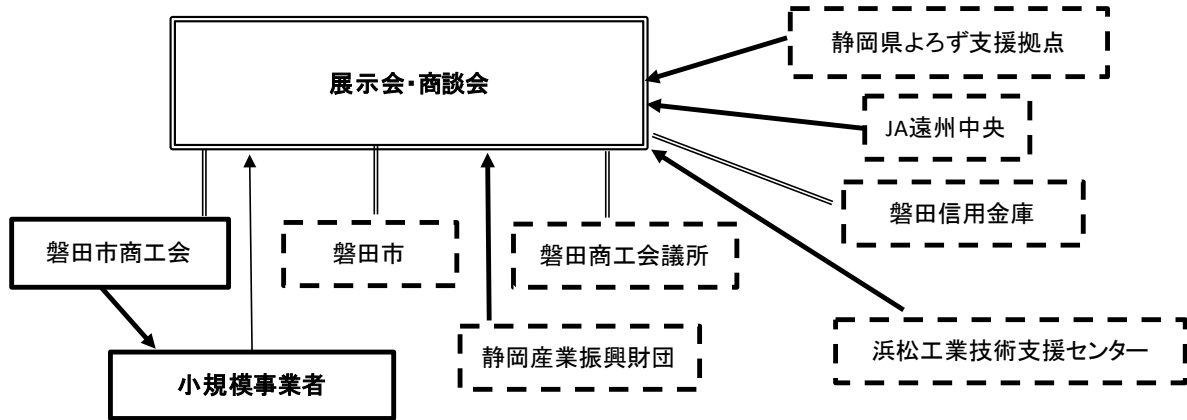 静岡県よろず支援拠点
展示会・商談会
JA遠州中央
磐田信用金庫
磐田市商工会
磐田市
磐田商工会議所
静岡産業振興財団
浜松工業技術支援センター
小規模事業者